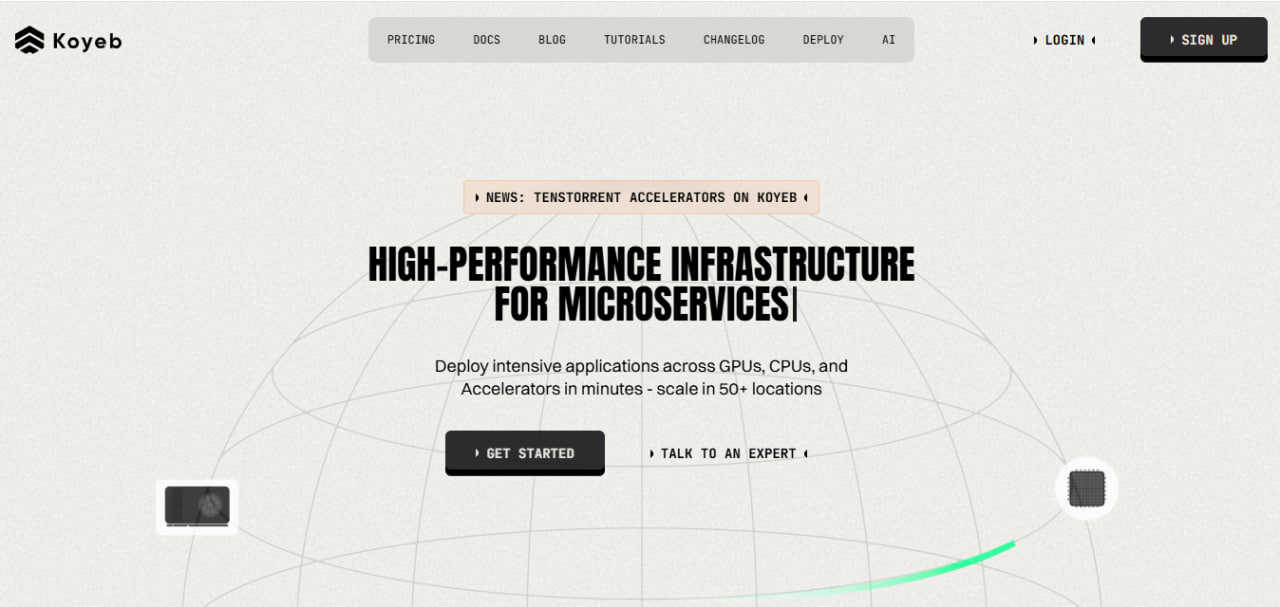 Koyeb
PRICING DOCS BLOG TUTORIALS CHANGELOG DEPLOY AI
LOGIN
SIGN UP
NEWS: TENSTORRENT ACCELERATORS ON KOYEB
HIGH-PERFORMANCE INFRASTRUCTURE
FOR MICROSERVICES|
Deploy intensive applications across GPUs, CPUs, and
Accelerators in minutes - scale in 50+ locations
GET STARTED
TALK TO AN EXPERT